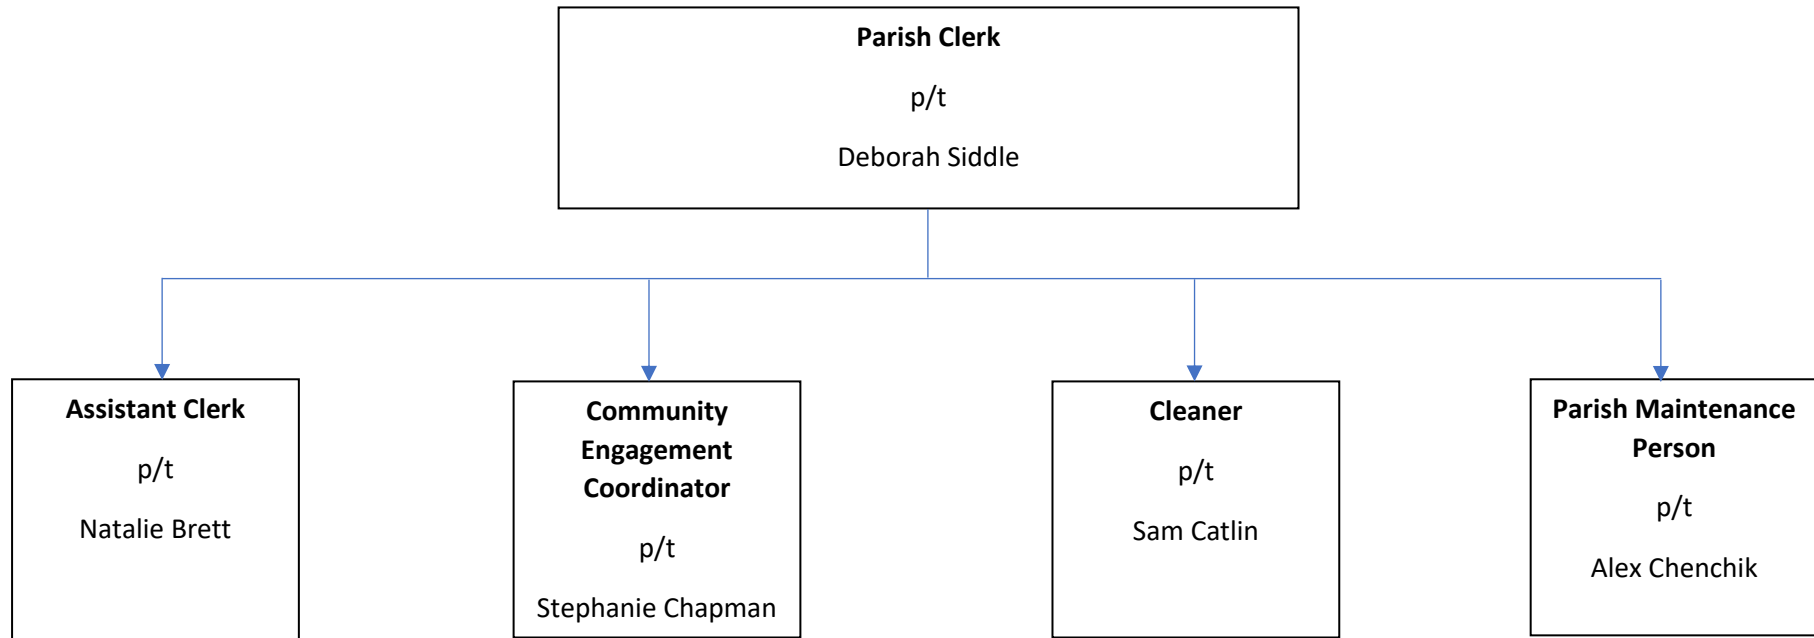 Parish Clerk
p/t
Deborah Siddle
Assistant Clerk
p/t
Natalie Brett
Community
Engagement
Coordinator
p/t
Stephanie Chapman
Cleaner
p/t
Sam Catlin
Parish Maintenance
Person
p/t
Alex Chenchik